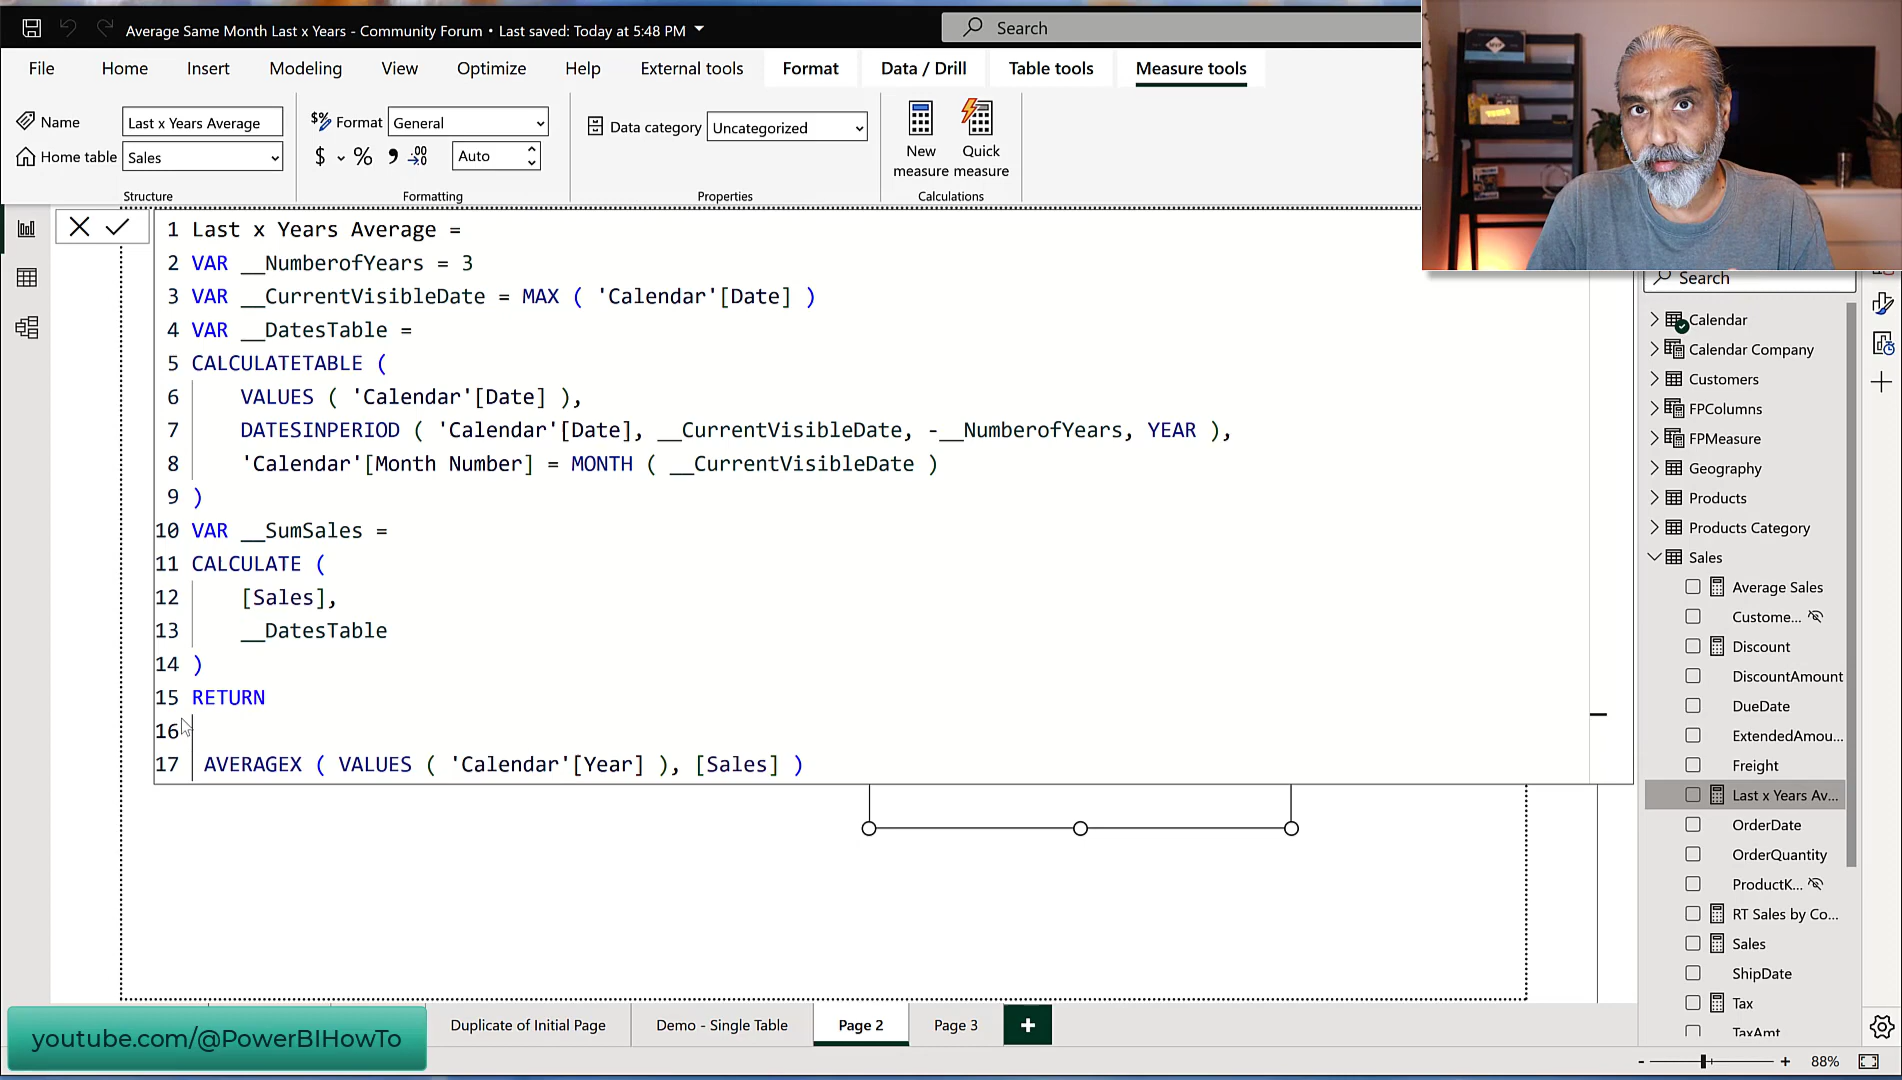 Average Same Month Last x Years - Community Forum • Last saved: Today at 5:48 PM
Search
File Home Insert Modeling View Optimize Help External tools Format Data / Drill Table tools Measure tools
Name Last x Years Average
Home table Sales
Structure
Format General
$ % Auto
Formatting
Data category Uncategorized
Properties
New measure
Quick measure
Calculations
1 Last x Years Average =
2 VAR __NumberofYears = 3
3 VAR __CurrentVisibleDate = MAX ( 'Calendar'[Date] )
4 VAR __DatesTable =
5 CALCULATETABLE (
6 VALUES ( 'Calendar'[Date] ),
7 DATESINPERIOD ( 'Calendar'[Date], __CurrentVisibleDate, -__NumberofYears, YEAR ),
8 'Calendar'[Month Number] = MONTH ( __CurrentVisibleDate )
9 )
10 VAR __SumSales =
11 CALCULATE (
12 [Sales],
13 __DatesTable
14 )
15 RETURN
16
17 AVERAGEX ( VALUES ( 'Calendar'[Year] ), [Sales] )
Search
Calendar
Calendar Company
Customers
FPColumns
FPMeasure
Geography
Products
Products Category
Sales
Average Sales
Custome...
Discount
DiscountAmount
DueDate
ExtendedAmou...
Freight
Last x Years Av...
OrderDate
OrderQuantity
ProductK...
RT Sales by Co...
Sales
ShipDate
Tax
TaxAmt
youtube.com/@PowerBIHowTo
Duplicate of Initial Page Demo - Single Table Page 2 Page 3 +
- + 88%